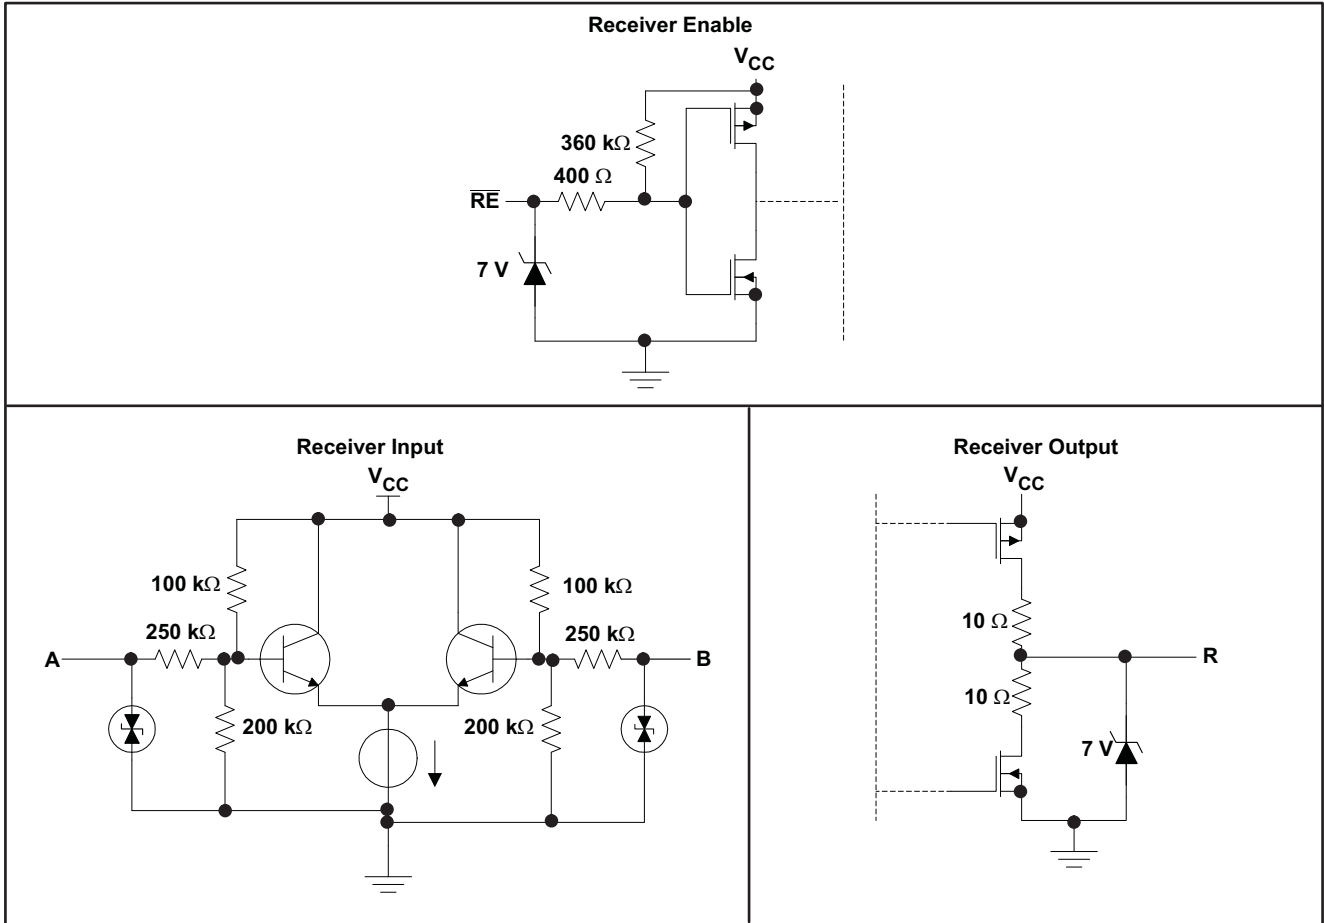 Receiver Enable
VCC
360 kΩ
400 Ω
RE
7 V
Receiver Input
VCC
100 kΩ
100 kΩ
250 kΩ
250 kΩ
A
B
200 kΩ
200 kΩ
Receiver Output
VCC
10 Ω
R
10 Ω
7 V